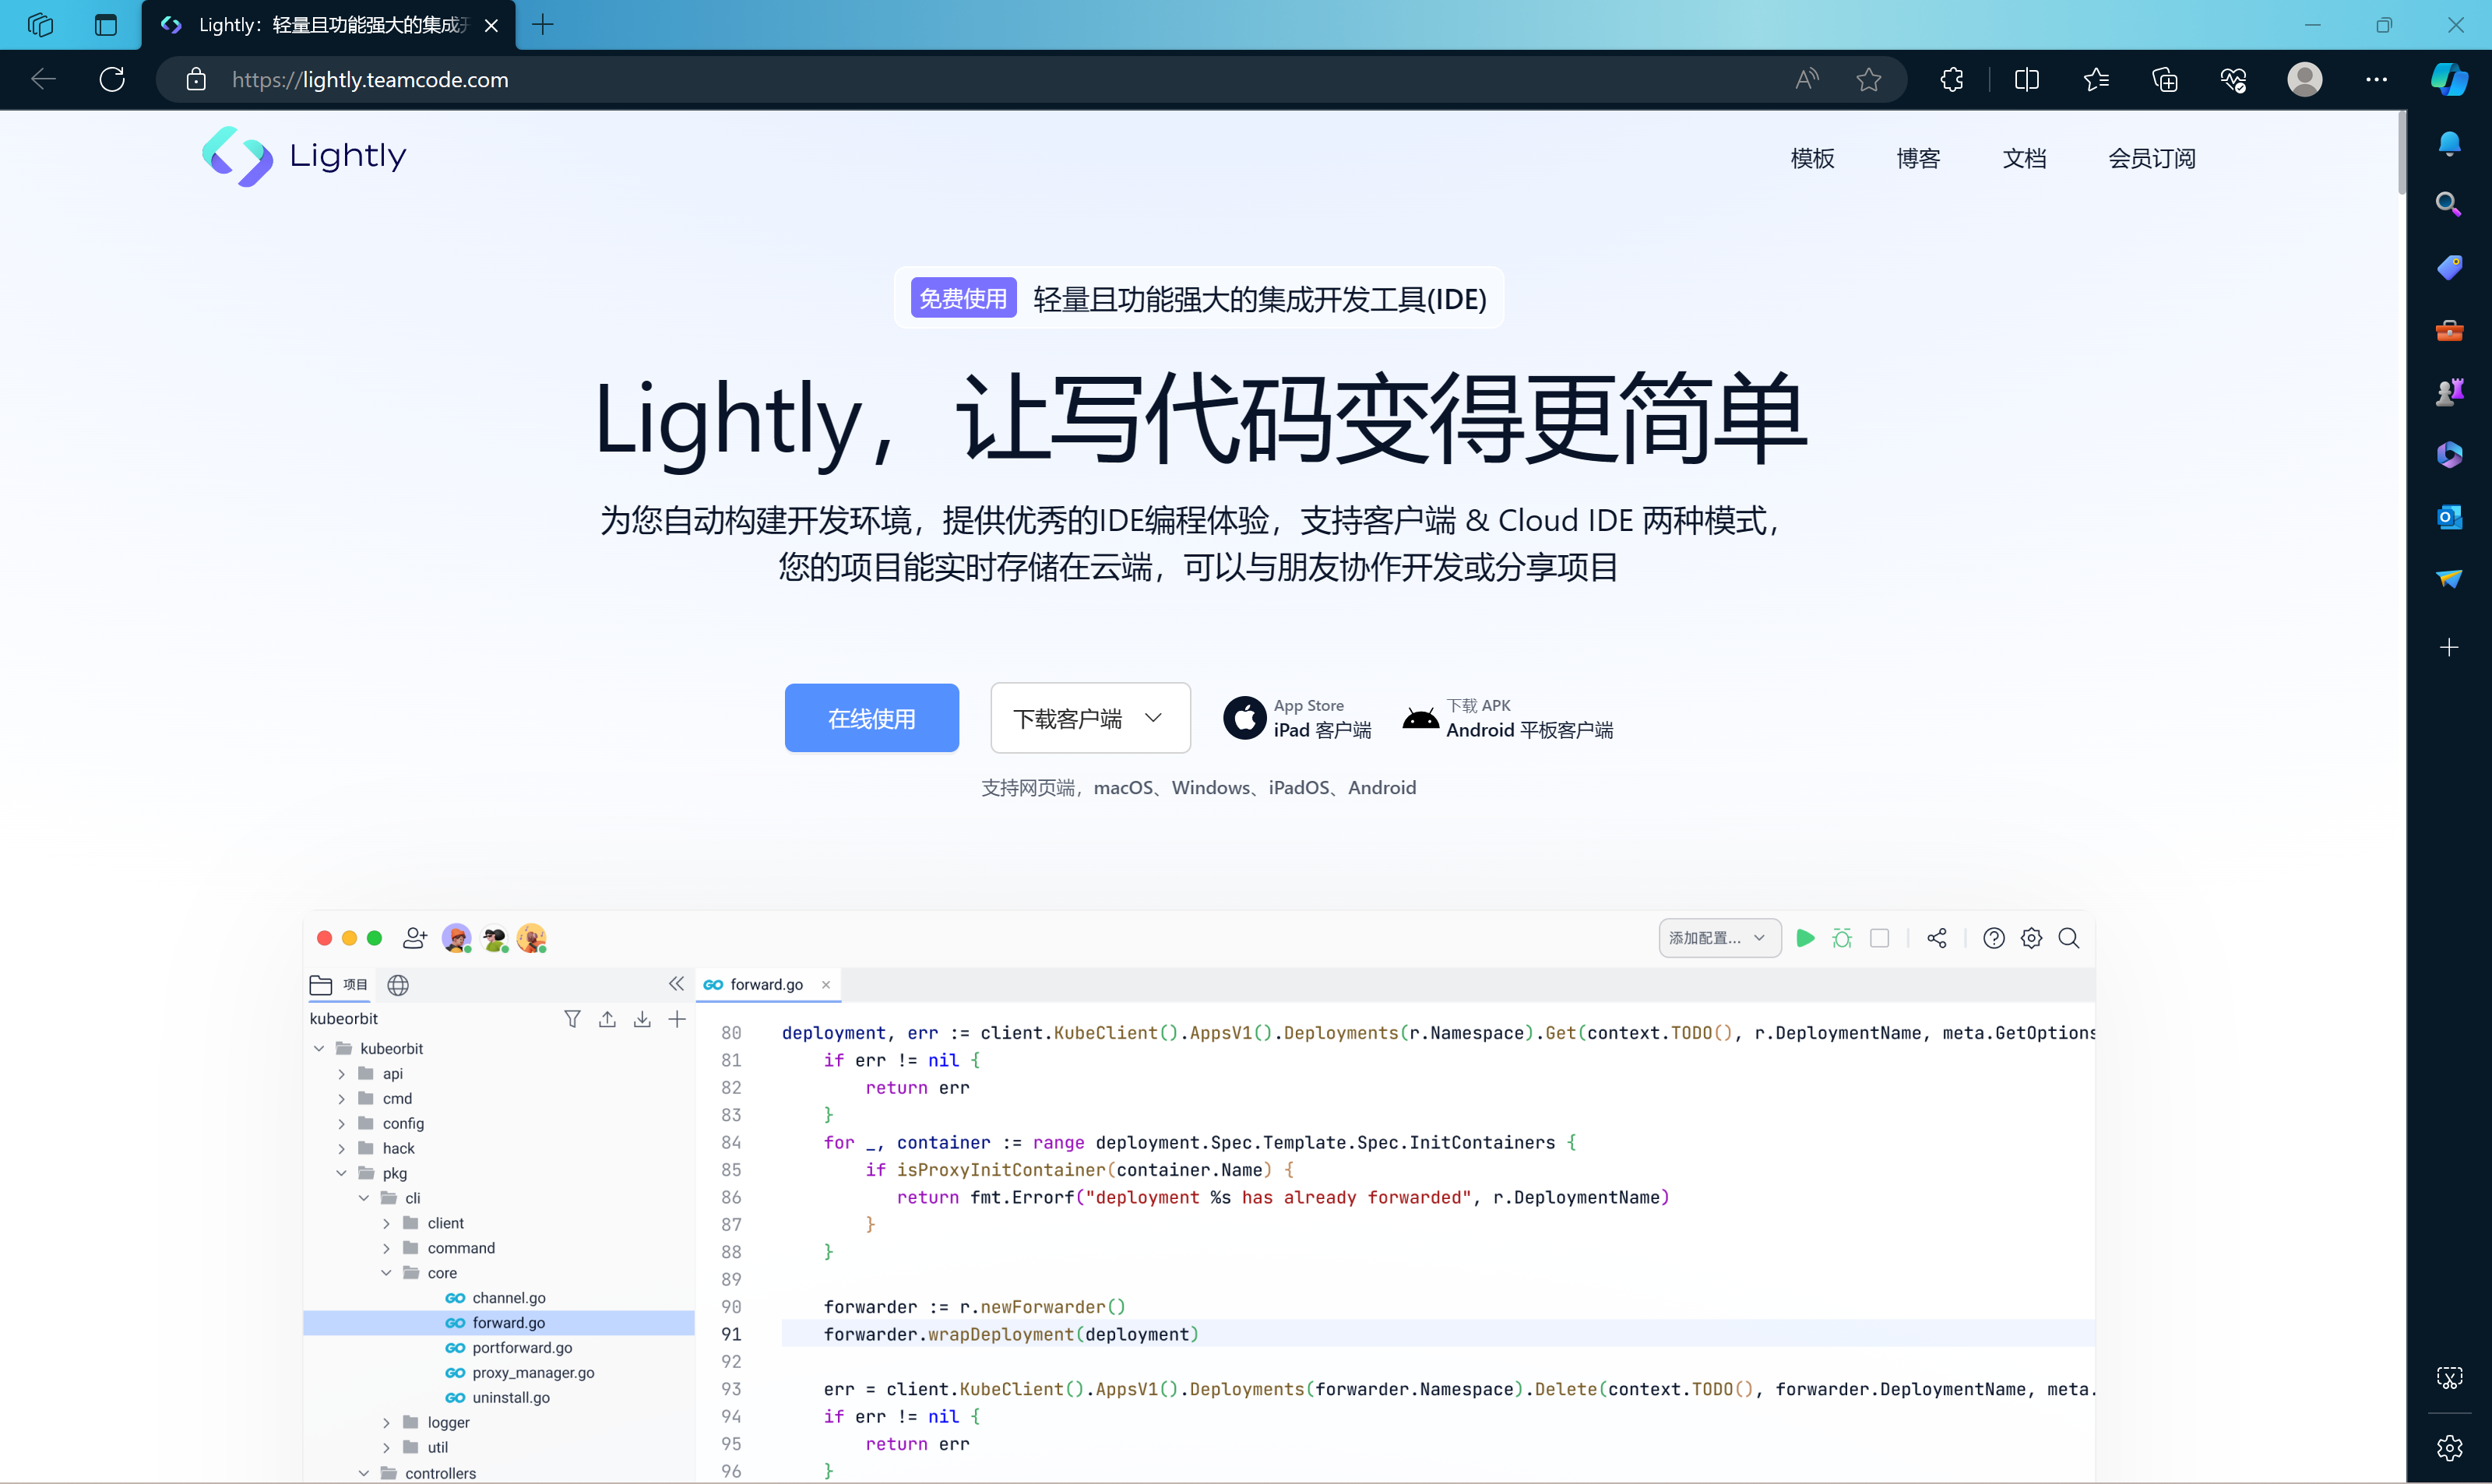 Lightly：轻量且功能强大的集成开
https://lightly.teamcode.com
Lightly
模板
博客
文档
会员订阅
免费使用 轻量且功能强大的集成开发工具(IDE)
Lightly，让写代码变得更简单
为您自动构建开发环境，提供优秀的IDE编程体验，支持客户端 & Cloud IDE 两种模式，
您的项目能实时存储在云端，可以与朋友协作开发或分享项目
在线使用
下载客户端
App Store
iPad 客户端
下载 APK
Android 平板客户端
支持网页端，macOS、Windows、iPadOS、Android
添加配置...
项目
kubeorbit
kubeorbit
api
cmd
config
hack
pkg
cli
client
command
core
GO channel.go
GO forward.go
GO portforward.go
GO proxy_manager.go
GO uninstall.go
logger
util
controllers
GO forward.go
80 deployment, err := client.KubeClient().AppsV1().Deployments(r.Namespace).Get(context.TODO(), r.DeploymentName, meta.GetOptions
81 if err != nil {
82 return err
83 }
84 for _, container := range deployment.Spec.Template.Spec.InitContainers {
85 if isProxyInitContainer(container.Name) {
86 return fmt.Errorf("deployment %s has already forwarded", r.DeploymentName)
87 }
88 }
89
90 forwarder := r.newForwarder()
91 forwarder.wrapDeployment(deployment)
92
93 err = client.KubeClient().AppsV1().Deployments(forwarder.Namespace).Delete(context.TODO(), forwarder.DeploymentName, meta.
94 if err != nil {
95 return err
96 }